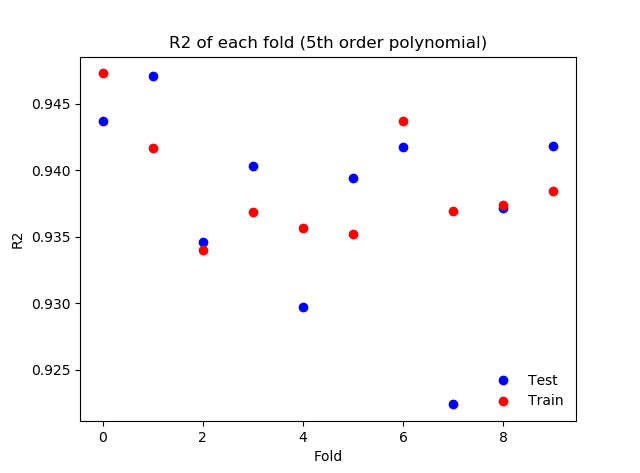 R2 of each fold (5th order polynomial)
0.945
0.940
0.935
0.930
0.925
R2
0 2 4 6 8
Fold
Test
Train